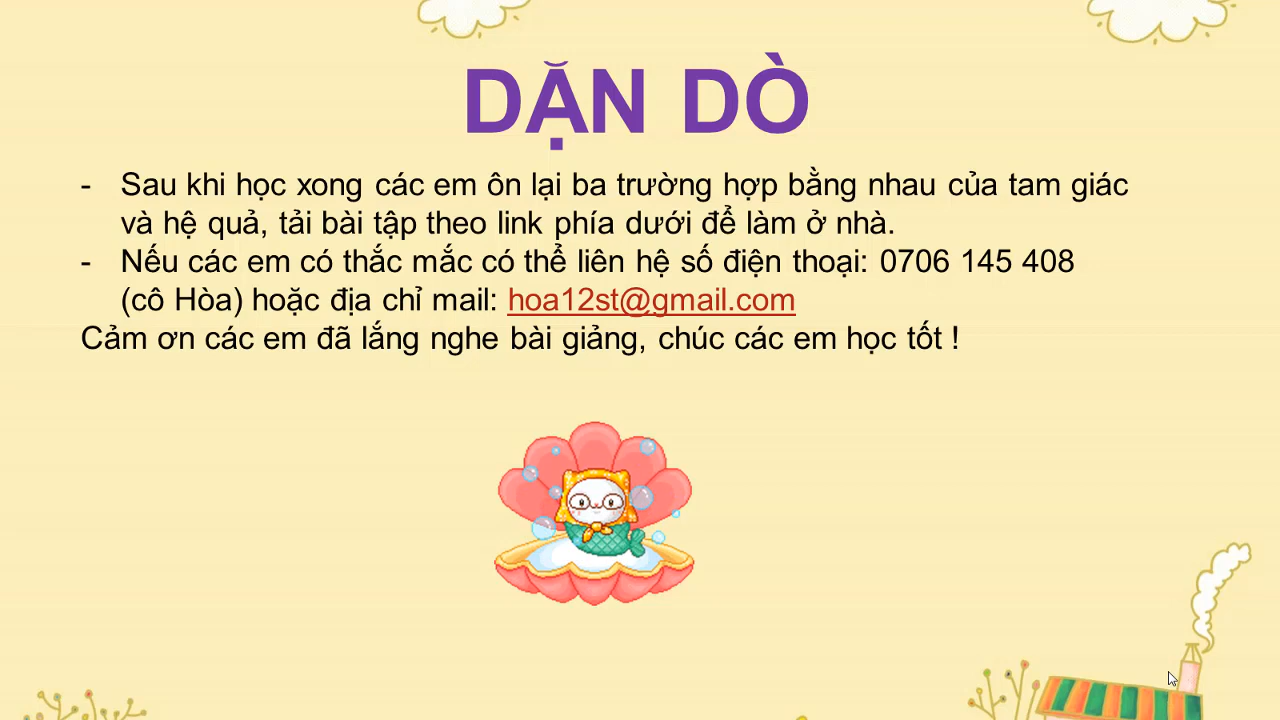 DẶN DÒ
- Sau khi học xong các em ôn lại ba trường hợp bằng nhau của tam giác
và hệ quả, tải bài tập theo link phía dưới để làm ở nhà.
- Nếu các em có thắc mắc có thể liên hệ số điện thoại: 0706 145 408
(cô Hòa) hoặc địa chỉ mail: hoa12st@gmail.com
Cảm ơn các em đã lắng nghe bài giảng, chúc các em học tốt !